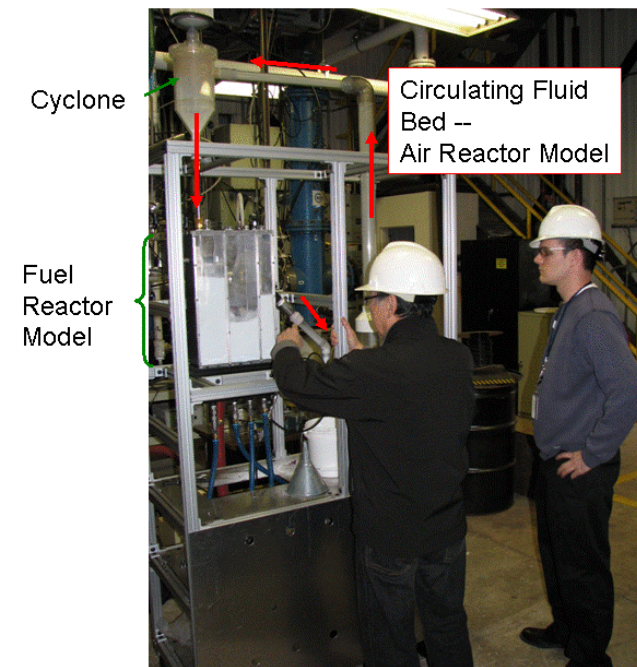 Cyclone
Circulating Fluid
Bed --
Air Reactor Model
Fuel
Reactor
Model